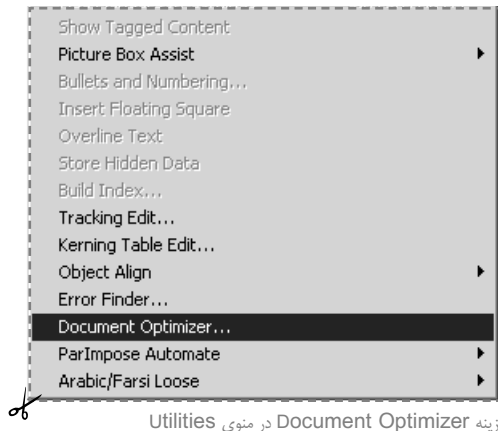 Show Tagged Content
Picture Box Assist
Bullets and Numbering...
Insert Floating Square
Overline Text
Store Hidden Data
Build Index...
Tracking Edit...
Kerning Table Edit...
Object Align
Error Finder...
Document Optimizer...
ParImpose Automate
Arabic/Farsi Loose
زینه Document Optimizer در منوی Utilities